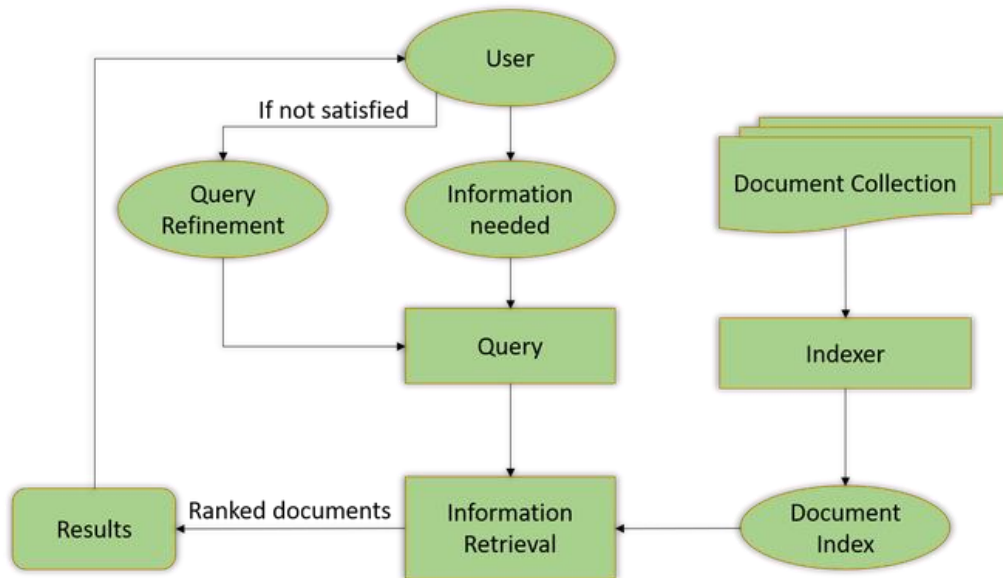 User
If not satisfied
Query
Refinement
Information
needed
Document Collection
Query
Indexer
Results
Ranked documents
Information
Retrieval
Document
Index